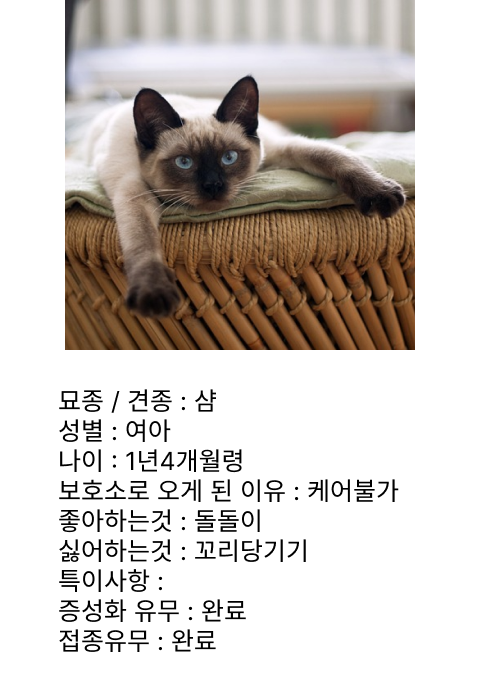 묘종 / 견종 : 샴
성별 : 여아
나이 : 1년4개월령
보호소로 오게 된 이유 : 케어불가
좋아하는것 : 돌돌이
싫어하는것 : 꼬리당기기
특이사항 :
증성화 유무 : 완료
접종유무 : 완료